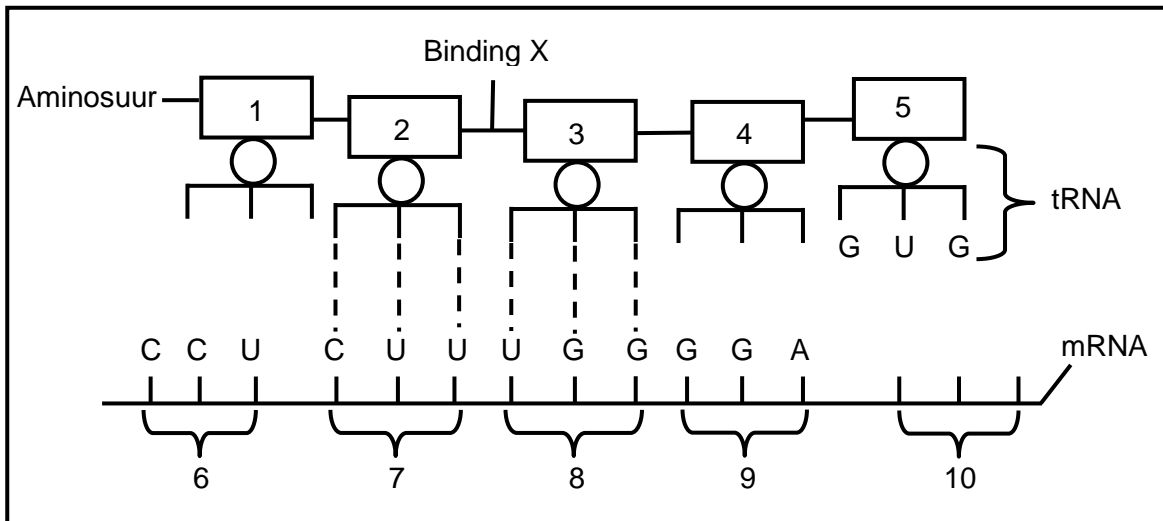 Binding X
Aminosuur
1 2 3 4 5
tRNA
G U G
C C U C U U U G G G G A
mRNA
6 7 8 9 10